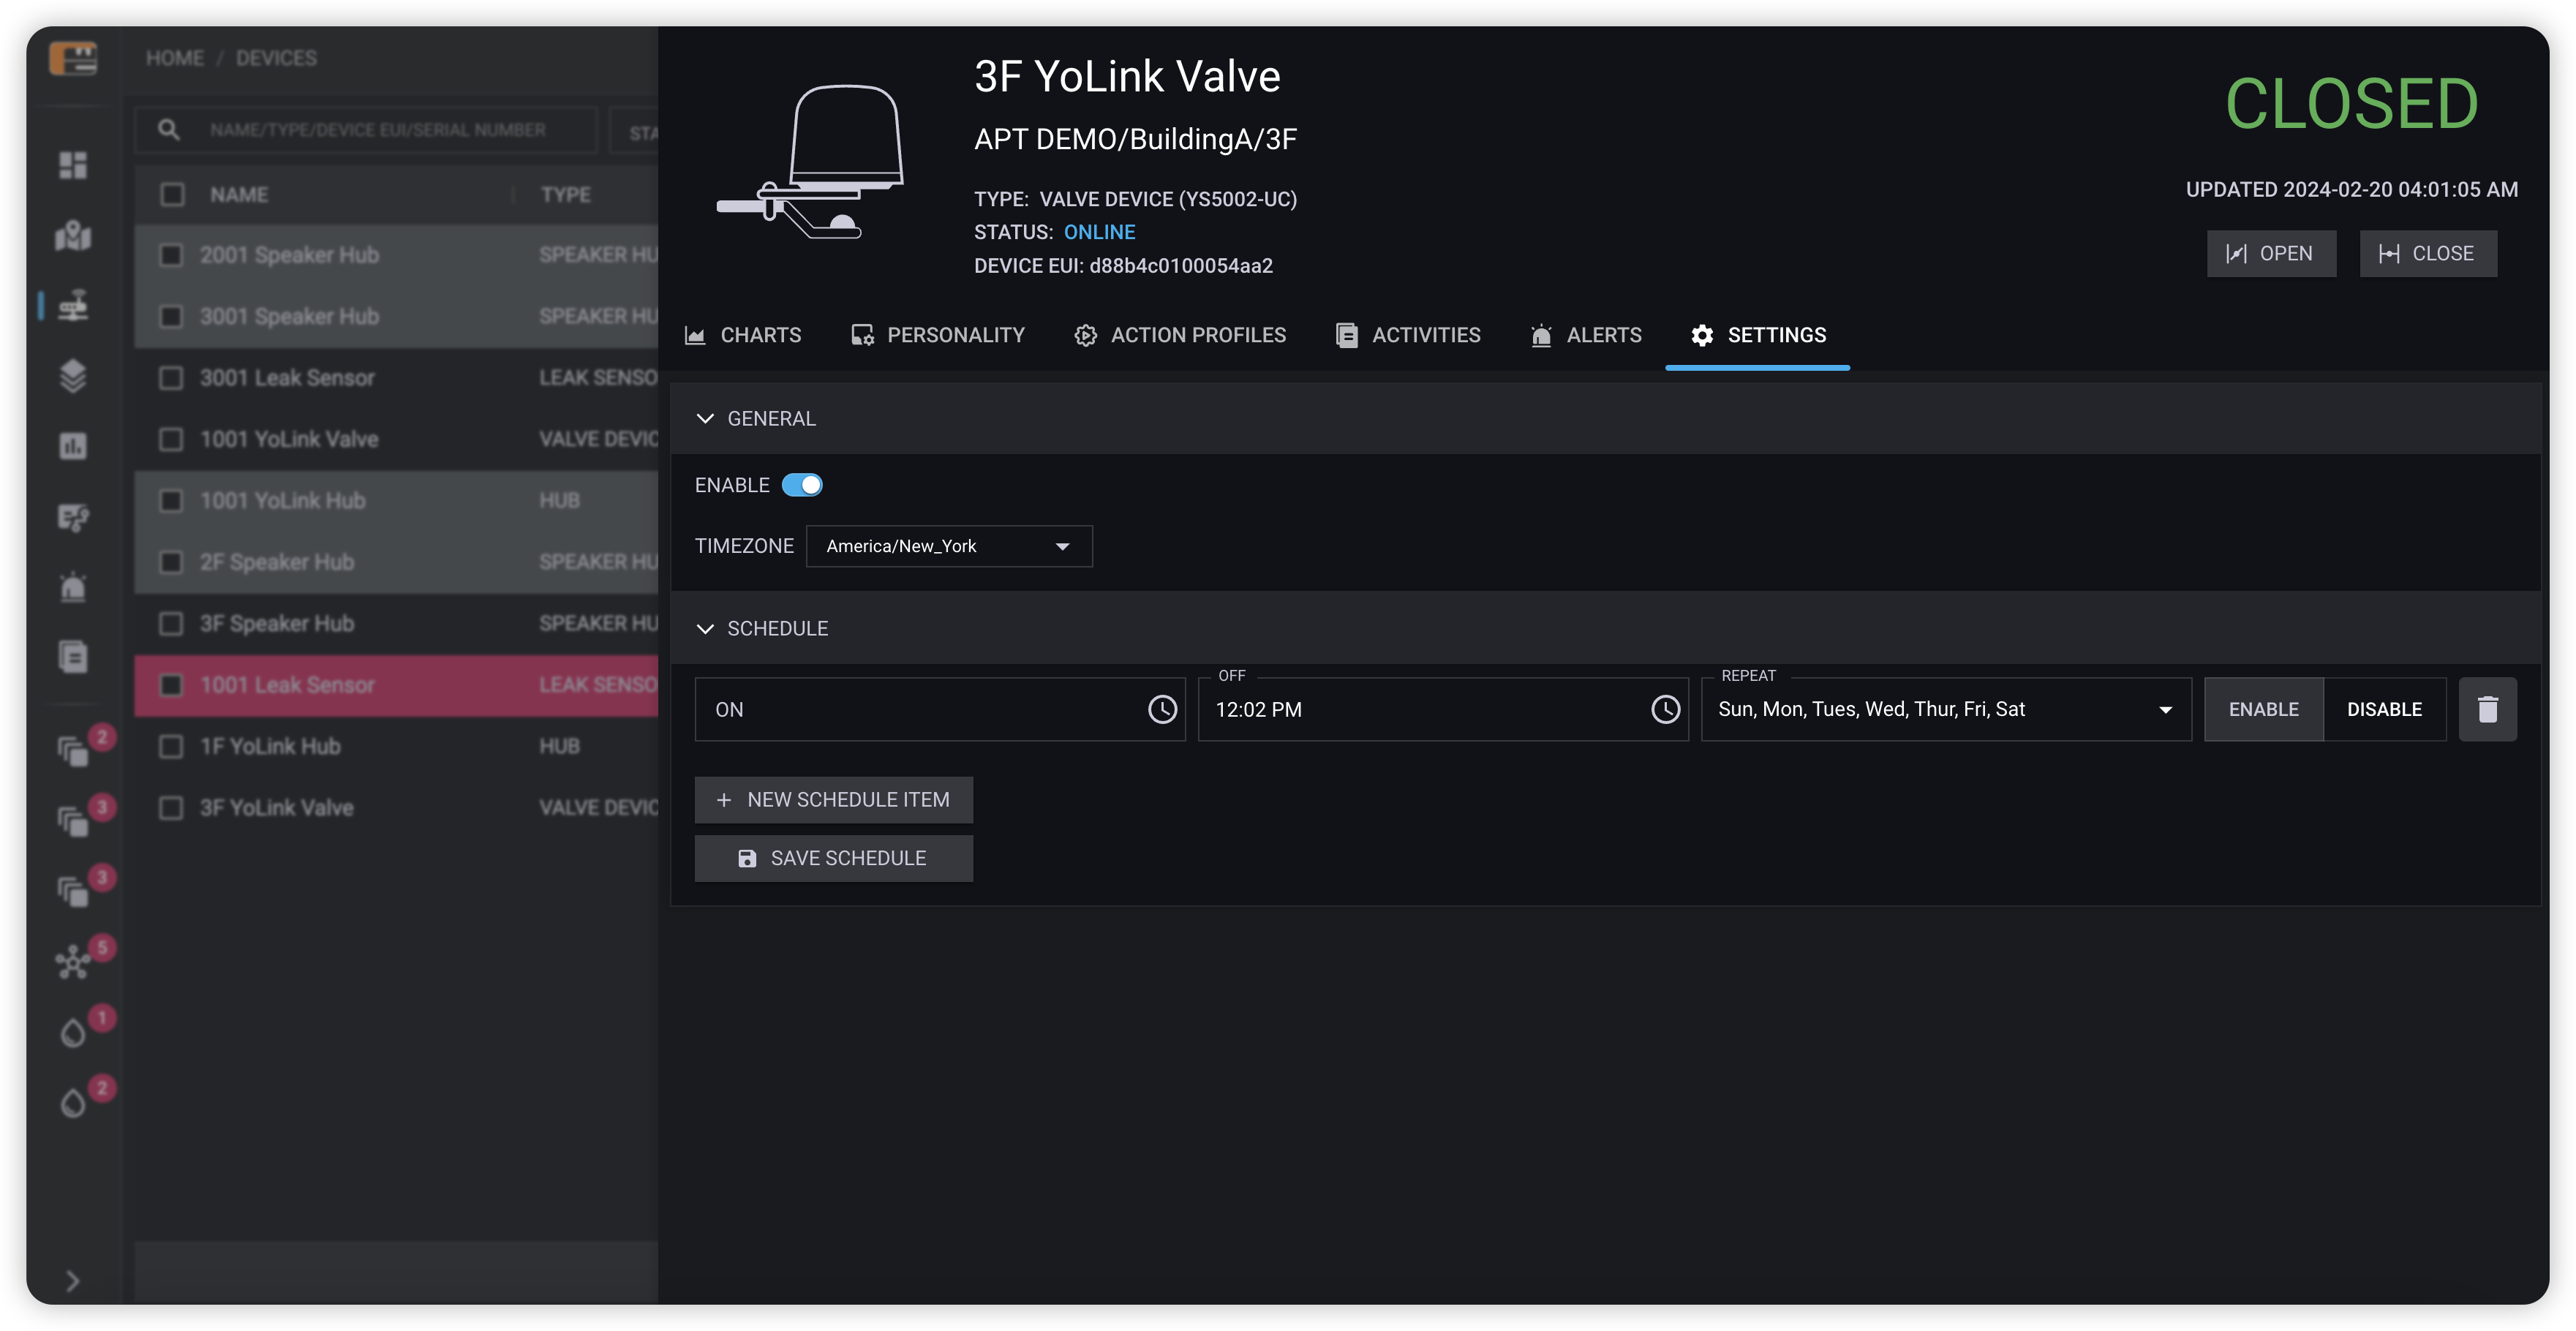 HOME / DEVICES
NAME/TYPE/DEVICE EUI/SERIAL NUMBER
STA
NAME TYPE
2001 Speaker Hub SPEAKER HU
3001 Speaker Hub SPEAKER HU
3001 Leak Sensor LEAK SENSO
1001 YoLink Valve VALVE DEVIC
1001 YoLink Hub HUB
2F Speaker Hub SPEAKER HU
3F Speaker Hub SPEAKER HU
1001 Leak Sensor LEAK SENSO
1F YoLink Hub HUB
3F YoLink Valve VALVE DEVIC
2
3
3
5
1
2
3F YoLink Valve
APT DEMO/BuildingA/3F
TYPE: VALVE DEVICE (YS5002-UC)
STATUS: ONLINE
DEVICE EUI: d88b4c0100054aa2
CLOSED
UPDATED 2024-02-20 04:01:05 AM
OPEN CLOSE
CHARTS PERSONALITY ACTION PROFILES ACTIVITIES ALERTS SETTINGS
GENERAL
ENABLE
TIMEZONE America/New_York
SCHEDULE
OFF REPEAT
ON 12:02 PM Sun, Mon, Tues, Wed, Thur, Fri, Sat ENABLE DISABLE
+ NEW SCHEDULE ITEM
SAVE SCHEDULE